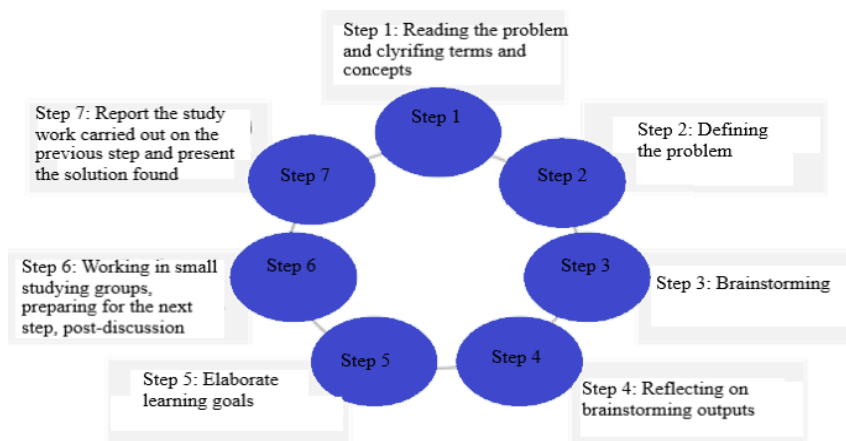 Step 1: Reading the problem
and clyrifing terms and
concepts
Step 1
Step 2: Defining
the problem
Step 2
Step 3
Step 3: Brainstorming
Step 4
Step 4: Reflecting on
brainstorming outputs
Step 5
Step 5: Elaborate
learning goals
Step 6
Step 6: Working in small
studying groups,
preparing for the next
step, post-discussion
Step 7
Step 7: Report the study
work carried out on the
previous step and present
the solution found